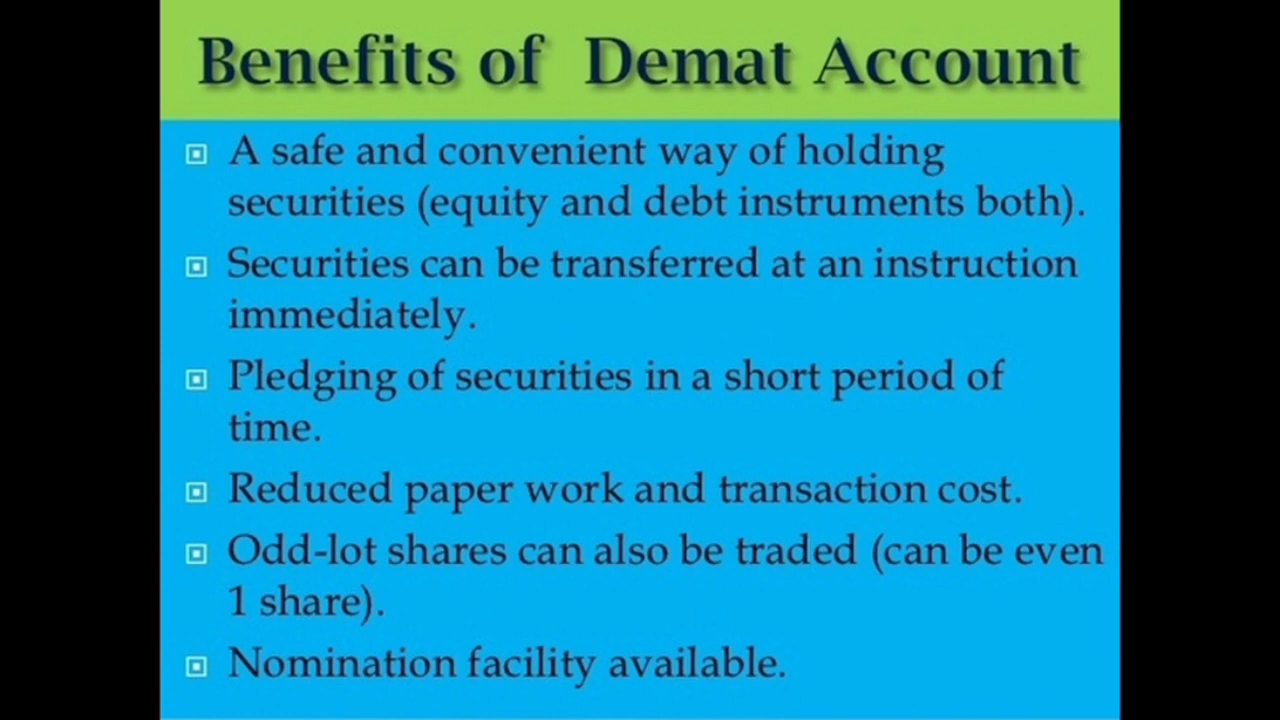 Benefits of Demat Account
A safe and convenient way of holding
securities (equity and debt instruments both).
Securities can be transferred at an instruction
immediately.
Pledging of securities in a short period of
time.
Reduced paper work and transaction cost.
Odd-lot shares can also be traded (can be even
1 share).
Nomination facility available.